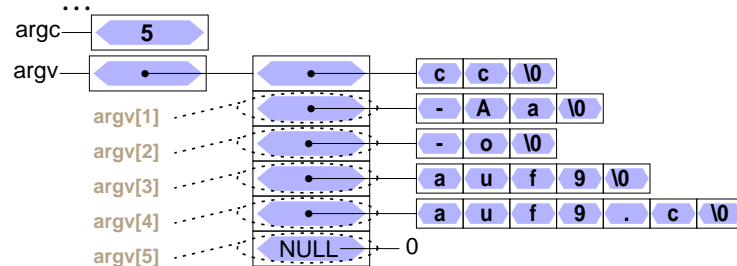 ...
argc 5
argv c c \0
argv[1] - A a \0
argv[2] - o \0
argv[3] a u f 9 \0
argv[4] a u f 9 . c \0
argv[5] NULL 0